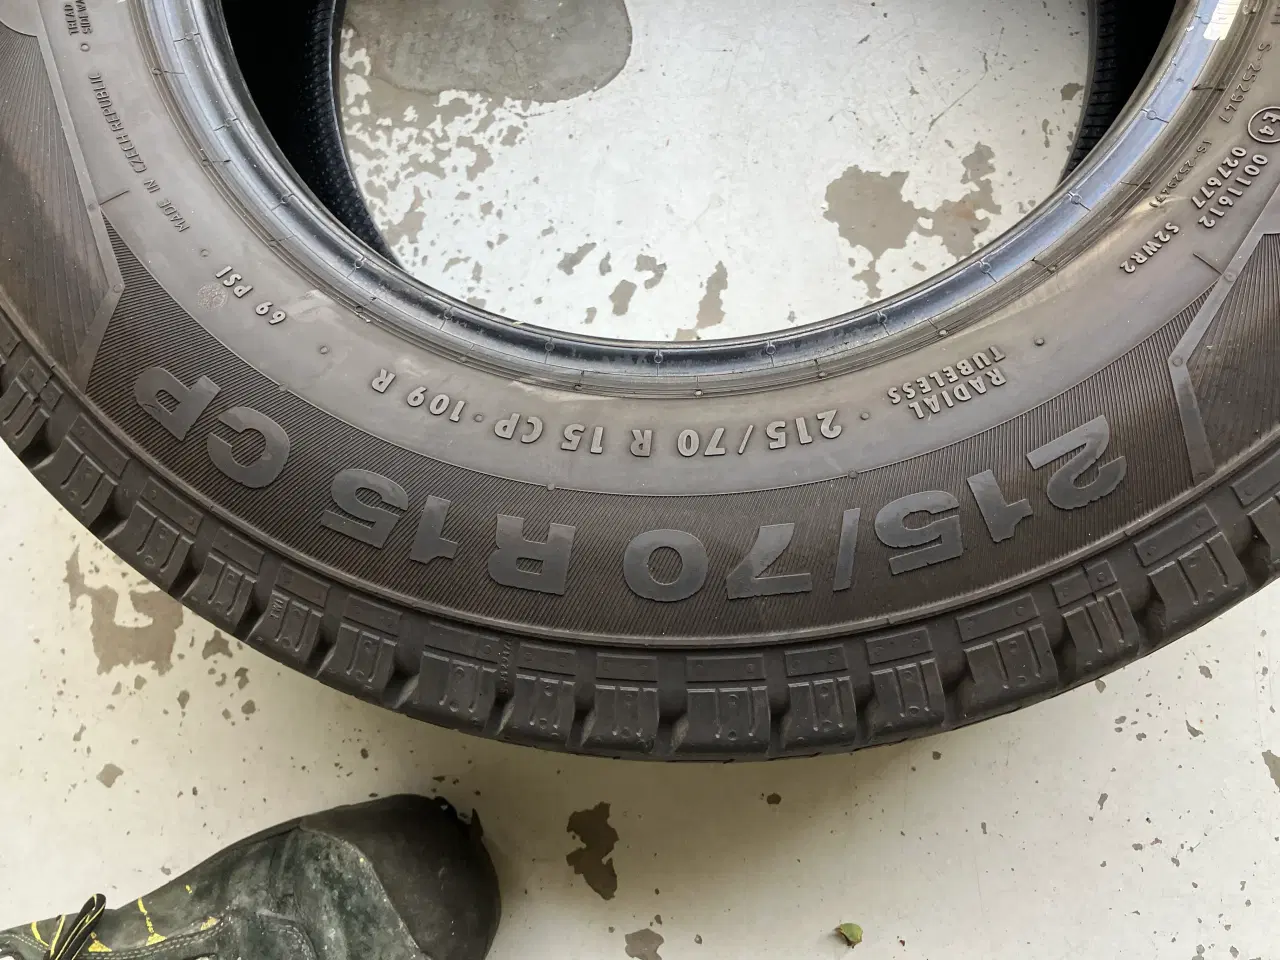 215/70 R 15 CP
RADIAL
TUBELESS
215/70 R 15 CP · 109 R
69 PSI
MADE IN CZECH REPUBLIC
E4
0011612
027677 S2WR2
S-252947